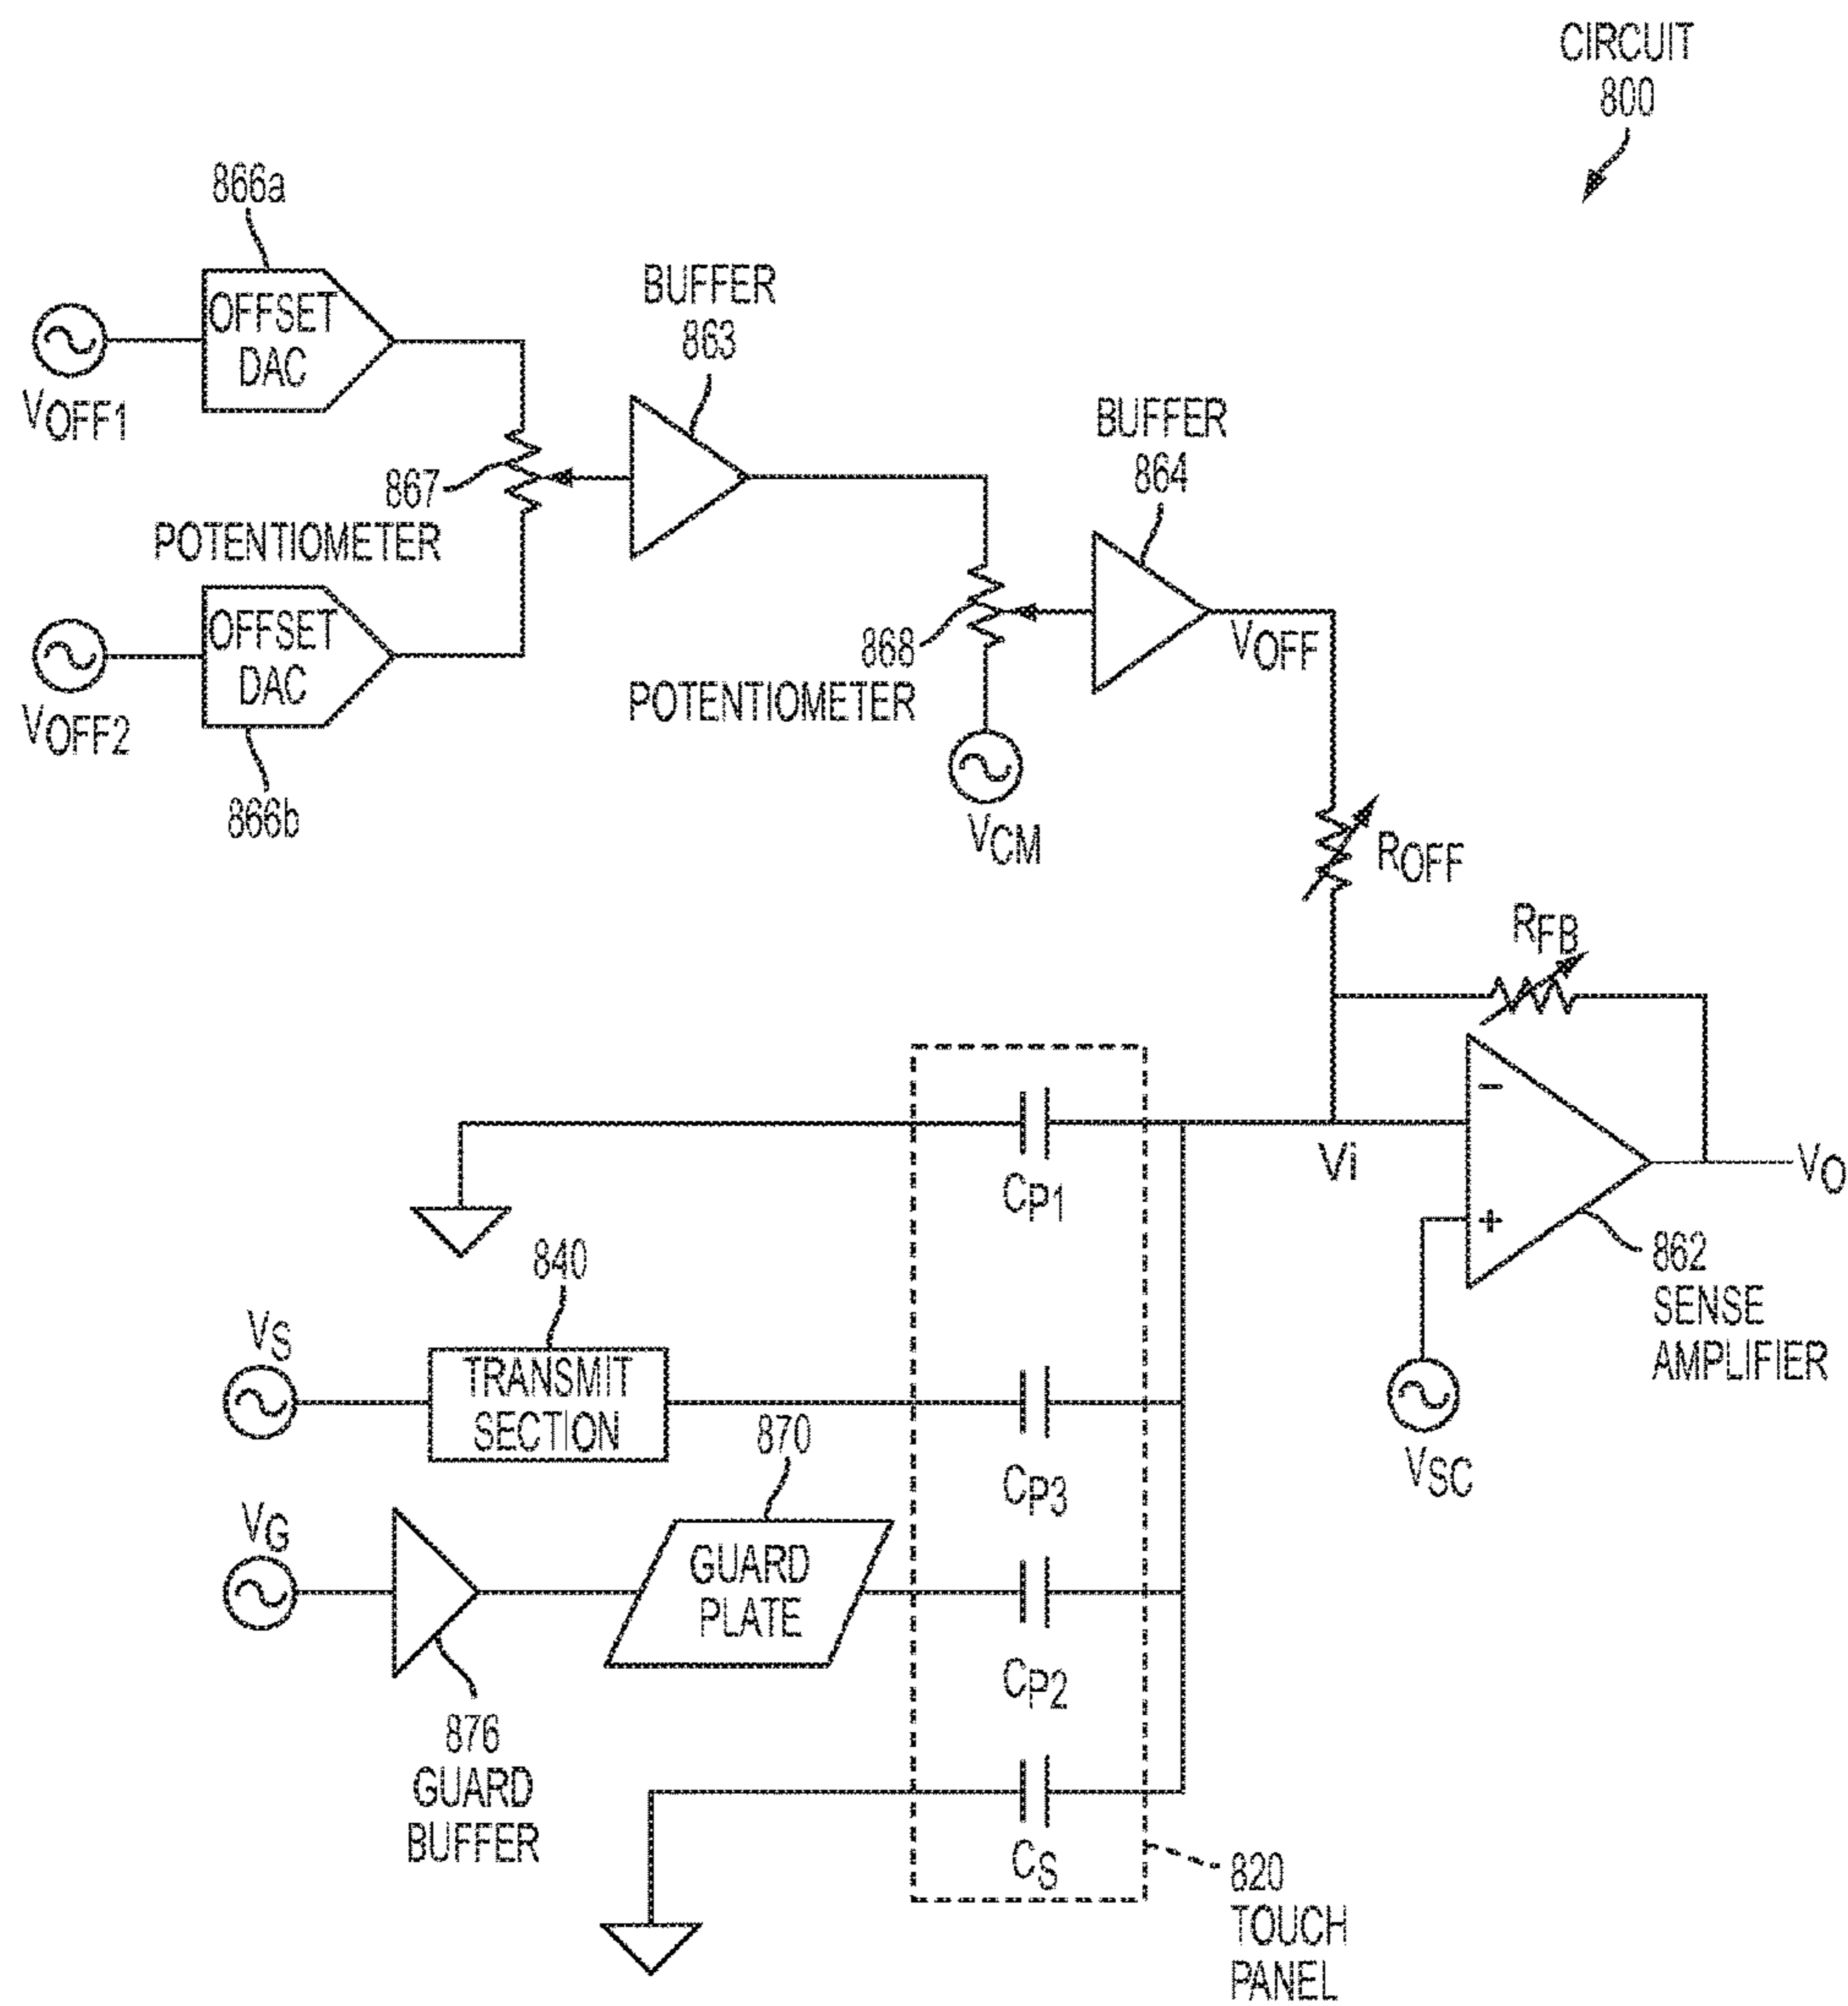 CIRCUIT
800
866a
OFFSET
DAC
VOFF1
BUFFER
863
867
POTENTIOMETER
BUFFER
864
OFFSET
DAC
VOFF2
866b
868
POTENTIOMETER
VOFF
VCM
ROFF
RFB
CP1
Vi
−
+
VO
862
SENSE
AMPLIFIER
VSC
840
VS
TRANSMIT
SECTION
CP3
870
VG
GUARD
PLATE
CP2
876
GUARD
BUFFER
CS
820
TOUCH
PANEL